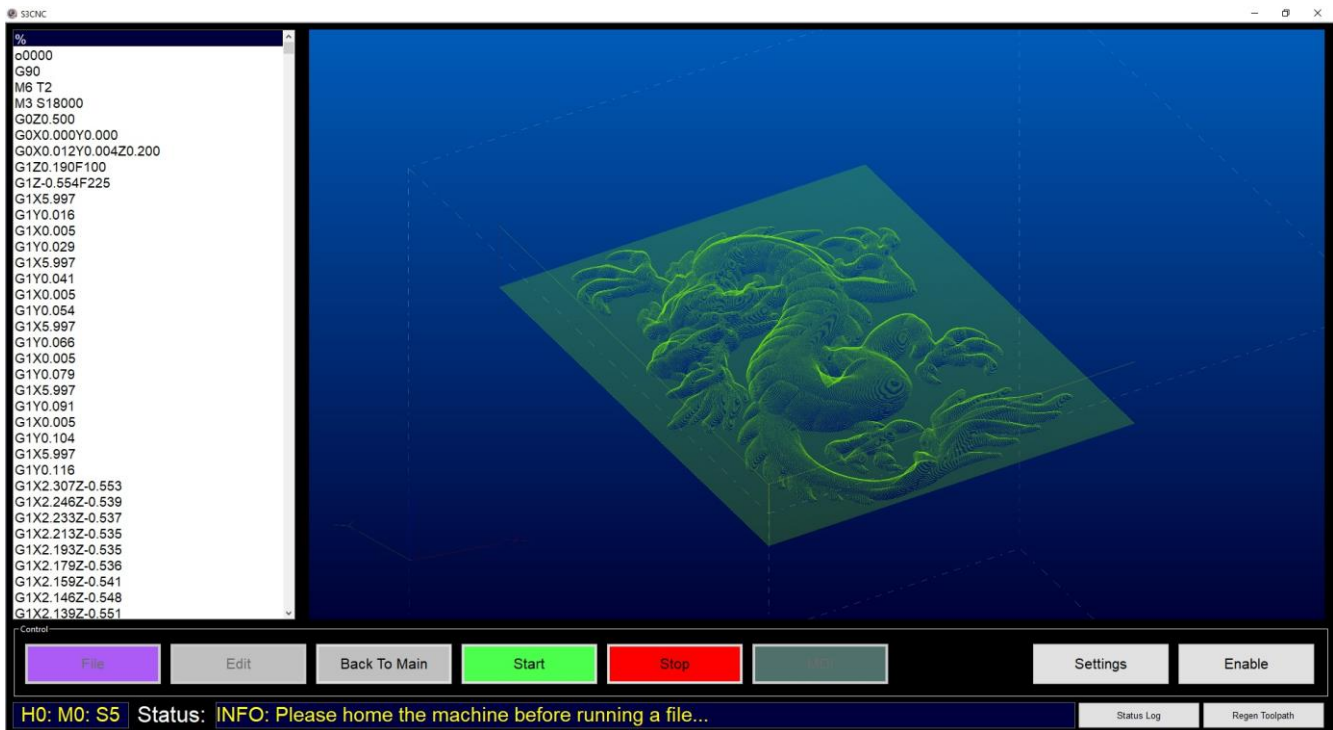 S3CNC
%
o0000
G90
M6 T2
M3 S18000
G0Z0.500
G0X0.000Y0.000
G0X0.012Y0.004Z0.200
G1Z0.190F100
G1Z-0.554F225
G1X5.997
G1Y0.016
G1X0.005
G1Y0.029
G1X5.997
G1Y0.041
G1X0.005
G1Y0.054
G1X5.997
G1Y0.066
G1X0.005
G1Y0.079
G1X5.997
G1Y0.091
G1X0.005
G1Y0.104
G1X5.997
G1Y0.116
G1X2.307Z-0.553
G1X2.246Z-0.539
G1X2.233Z-0.537
G1X2.213Z-0.535
G1X2.193Z-0.535
G1X2.179Z-0.536
G1X2.159Z-0.541
G1X2.146Z-0.548
G1X2.139Z-0.551
Control
File Edit Back To Main Start Stop Settings Enable
H0: M0: S5 Status: INFO: Please home the machine before running a file... Status Log Regen Toolpath